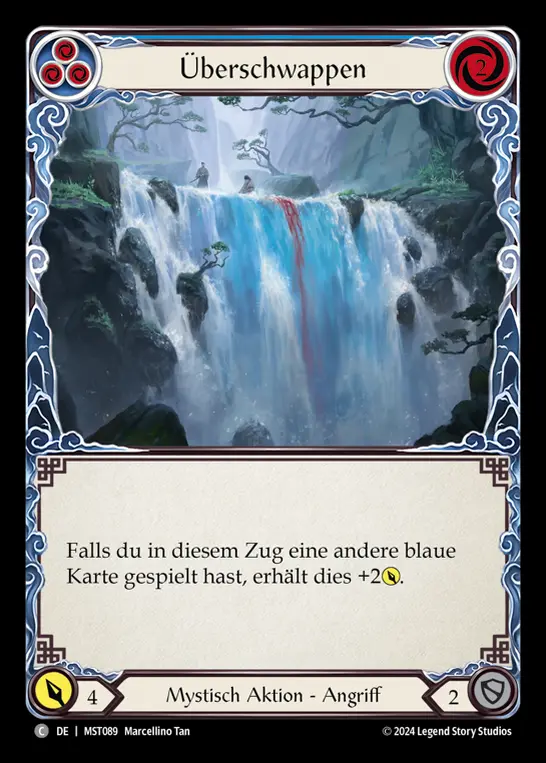 Überschwappen
2
Falls du in diesem Zug eine andere blaue
Karte gespielt hast, erhält dies +2.
4
Mystisch Aktion - Angriff
2
C DE | MST089 Marcellino Tan
© 2024 Legend Story Studios